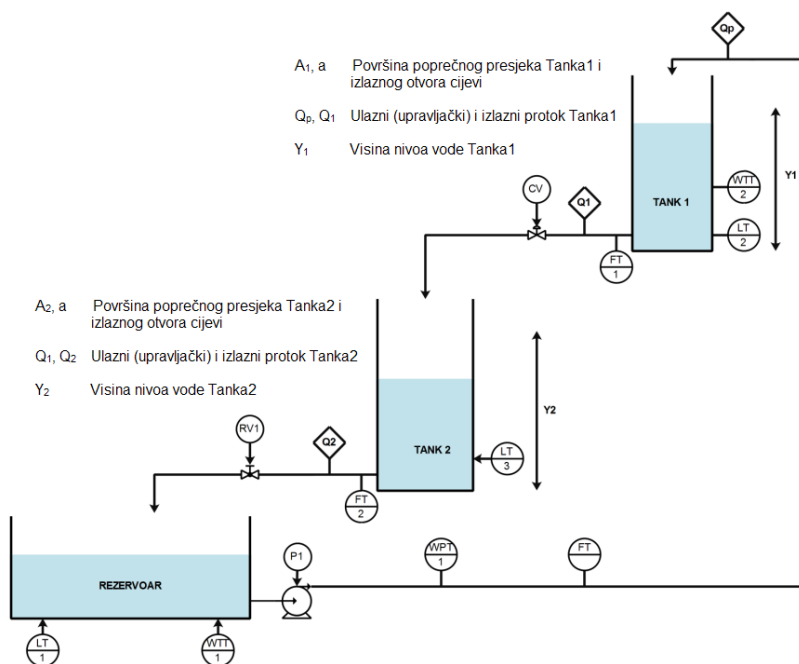 Qp
A1, a Površina poprečnog presjeka Tanka1 i
izlaznog otvora cijevi
Qp, Q1 Ulazni (upravljački) i izlazni protok Tanka1
Y1 Visina nivoa vode Tanka1
CV
Q1
TANK 1
WTT
2
Y1
LT
2
FT
1
A2, a Površina poprečnog presjeka Tanka2 i
izlaznog otvora cijevi
Q1, Q2 Ulazni (upravljački) i izlazni protok Tanka2
Y2 Visina nivoa vode Tanka2
Y2
RV1
Q2
TANK 2
LT
3
FT
2
P1
WPT
1
FT
REZERVOAR
LT
1
WTT
1